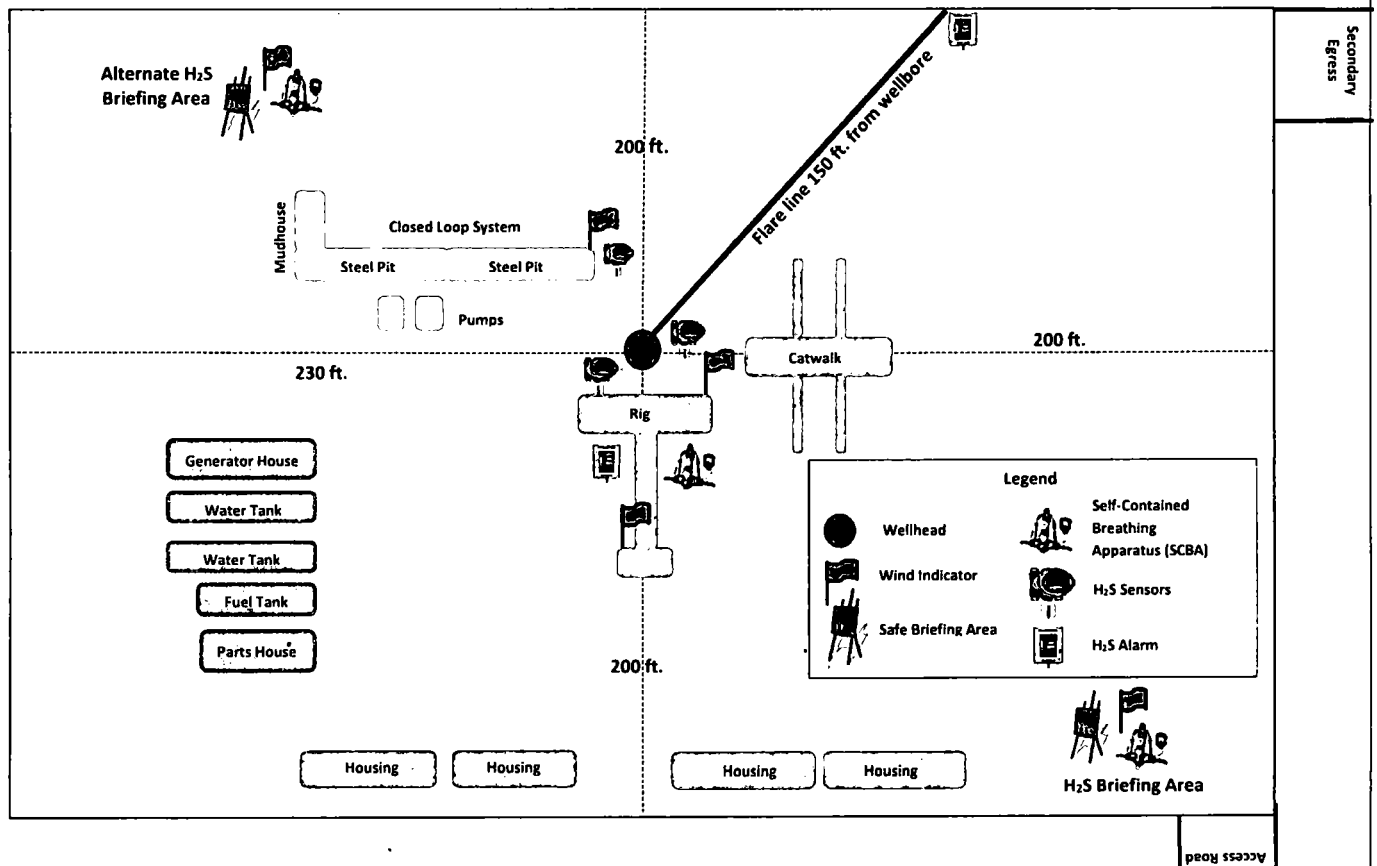 Secondary
Egress
Alternate H₂S
Briefing Area
200 ft.
Flare line 150 ft. from wellbore
Mudhouse
Closed Loop System
Steel Pit
Steel Pit
Pumps
230 ft.
Catwalk
200 ft.
Rig
Generator House
Water Tank
Water Tank
Fuel Tank
Parts House
Legend
Wellhead
Wind Indicator
Safe Briefing Area
Self-Contained
Breathing
Apparatus (SCBA)
H₂S Sensors
H₂S Alarm
200 ft.
Housing
Housing
Housing
Housing
H₂S Briefing Area
Access Road